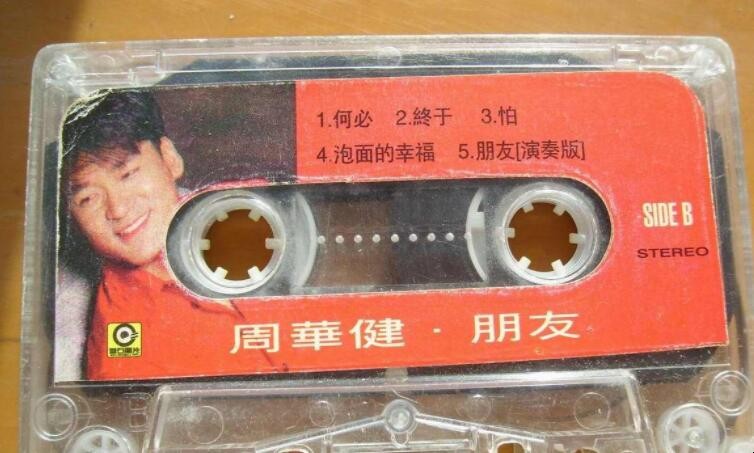 1.何必 2.終于 3.怕
4.泡面的幸福 5.朋友[演奏版]
SIDE B
STEREO
周華健·朋友